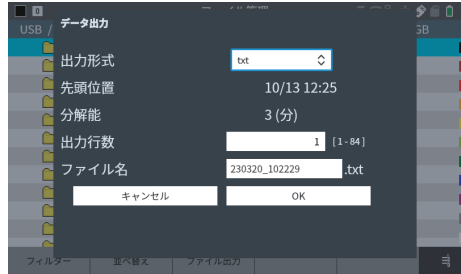 0
USB /
GB
データ出力
出力形式
txt
先頭位置
10/13 12:25
分解能
3 (分)
出力行数
1 [1-84]
ファイル名
230320_102229 .txt
キャンセル
OK
フィルター
並べ替え
ファイル出力